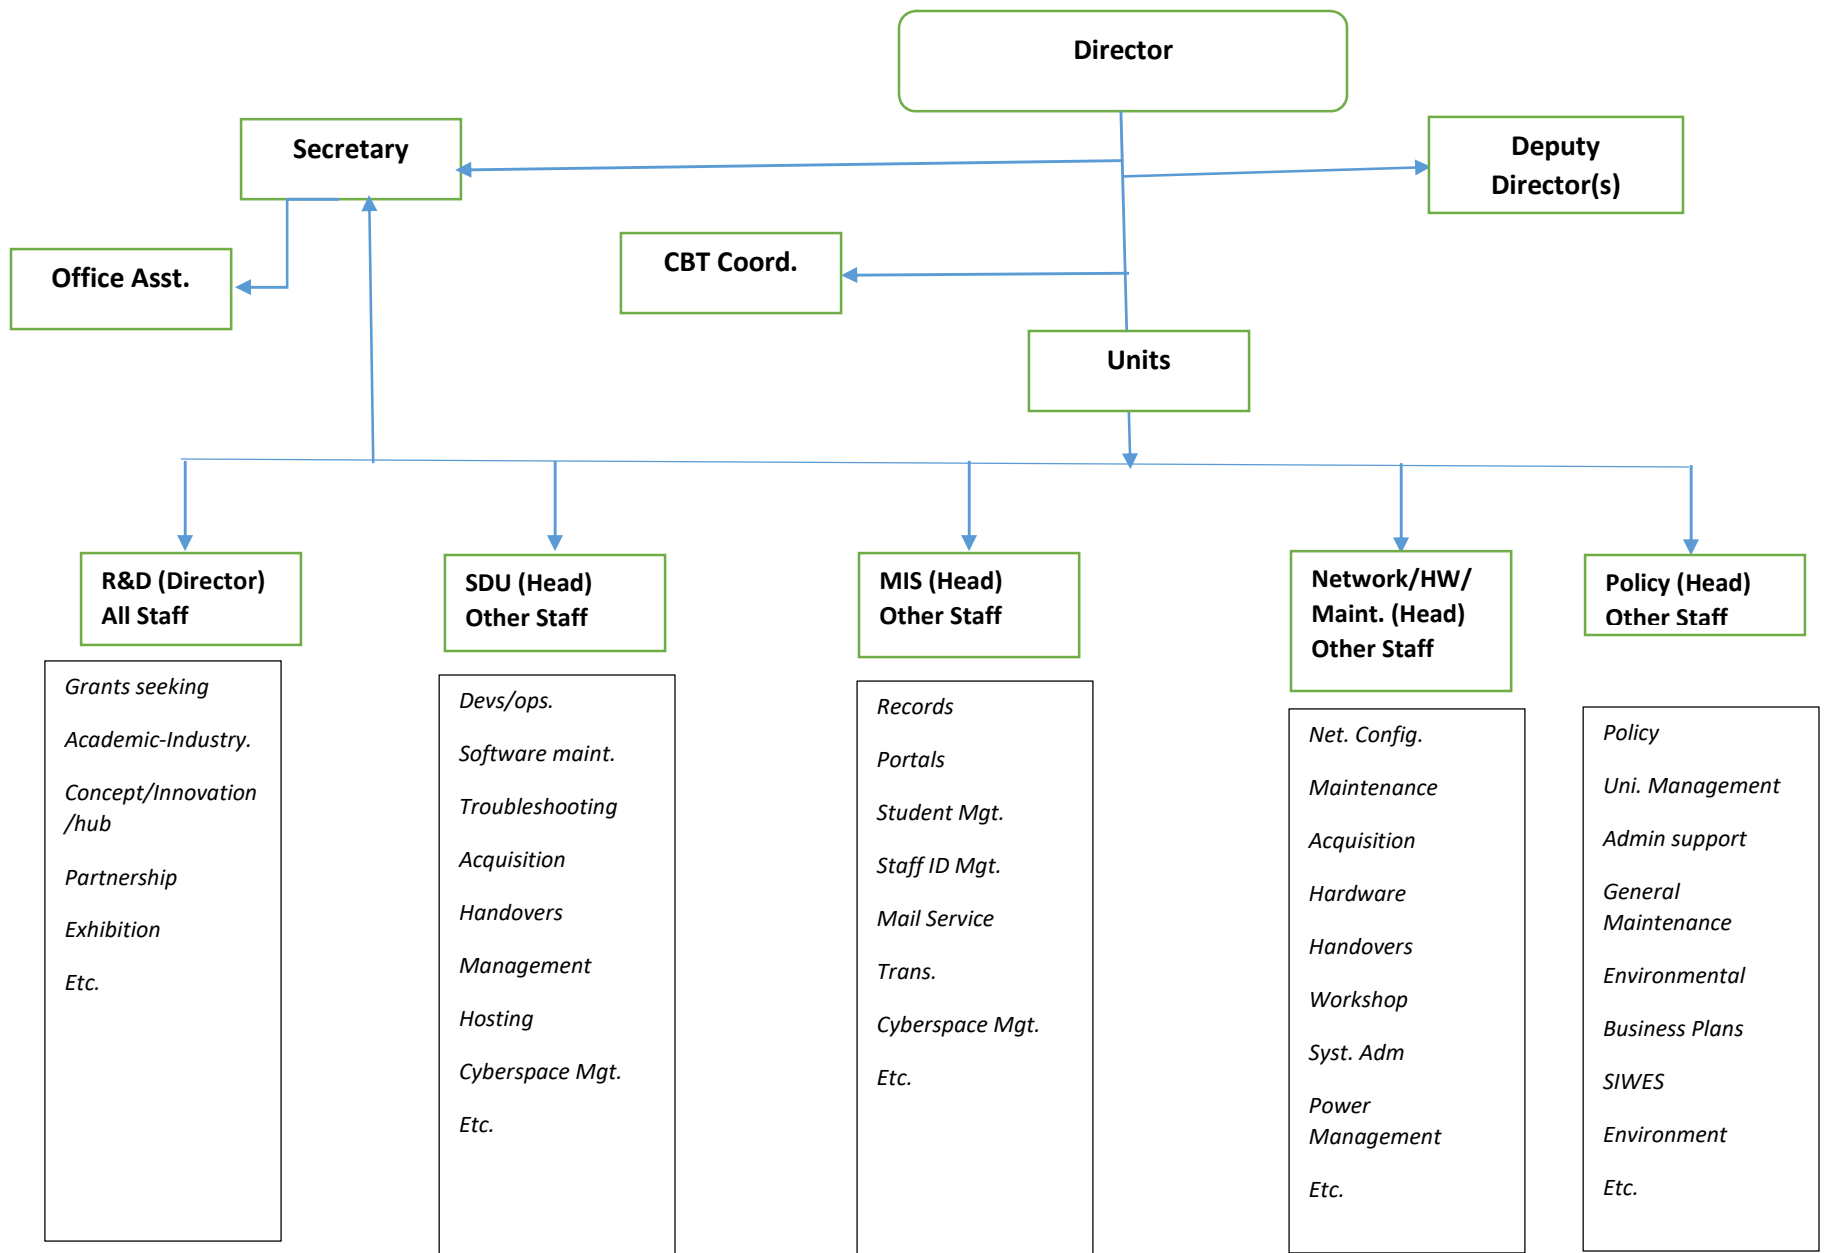 Director
Secretary
Deputy
Director(s)
Office Asst.
CBT Coord.
Units
R&D (Director)
All Staff
SDU (Head)
Other Staff
MIS (Head)
Other Staff
Network/HW/
Maint. (Head)
Other Staff
Policy (Head)
Other Staff
Grants seeking
Academic-Industry.
Concept/Innovation
/hub
Partnership
Exhibition
Etc.
Devs/ops.
Software maint.
Troubleshooting
Acquisition
Handovers
Management
Hosting
Cyberspace Mgt.
Etc.
Records
Portals
Student Mgt.
Staff ID Mgt.
Mail Service
Trans.
Cyberspace Mgt.
Etc.
Net. Config.
Maintenance
Acquisition
Hardware
Handovers
Workshop
Syst. Adm
Power
Management
Etc.
Policy
Uni. Management
Admin support
General
Maintenance
Environmental
Business Plans
SIWES
Environment
Etc.